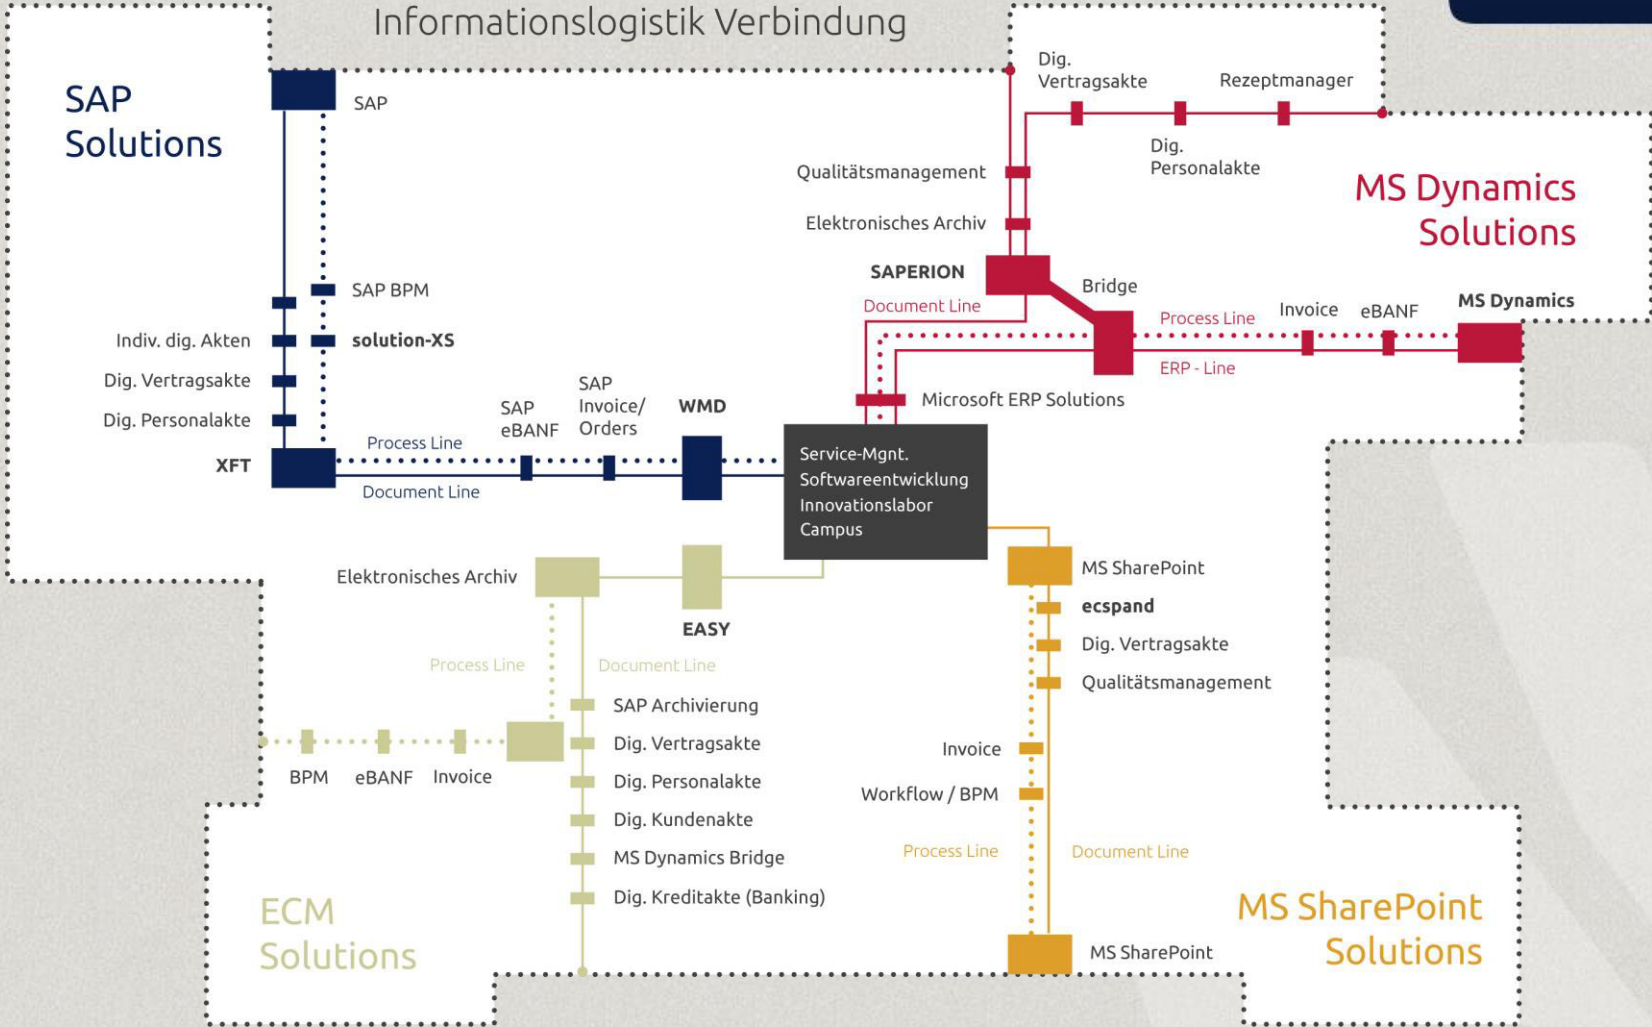 Informationslogistik Verbindung
SAP
Solutions
SAP
SAP BPM
Indiv. dig. Akten
solution-XS
Dig. Vertragsakte
Dig. Personalakte
XFT
Process Line
Document Line
SAP
eBANF
SAP
Invoice/
Orders
WMD
Dig.
Vertragsakte
Rezeptmanager
Dig.
Personalakte
Qualitätsmanagement
Elektronisches Archiv
SAPERION
Document Line
Bridge
MS Dynamics
Solutions
Process Line
Invoice
eBANF
MS Dynamics
ERP - Line
Microsoft ERP Solutions
Service-Mgnt.
Softwareentwicklung
Innovationslabor
Campus
Elektronisches Archiv
EASY
Process Line
Document Line
SAP Archivierung
Dig. Vertragsakte
Dig. Personalakte
Dig. Kundenakte
MS Dynamics Bridge
Dig. Kreditakte (Banking)
BPM
eBANF
Invoice
ECM
Solutions
MS SharePoint
ecspand
Dig. Vertragsakte
Qualitätsmanagement
Invoice
Workflow / BPM
Process Line
Document Line
MS SharePoint
MS SharePoint
Solutions